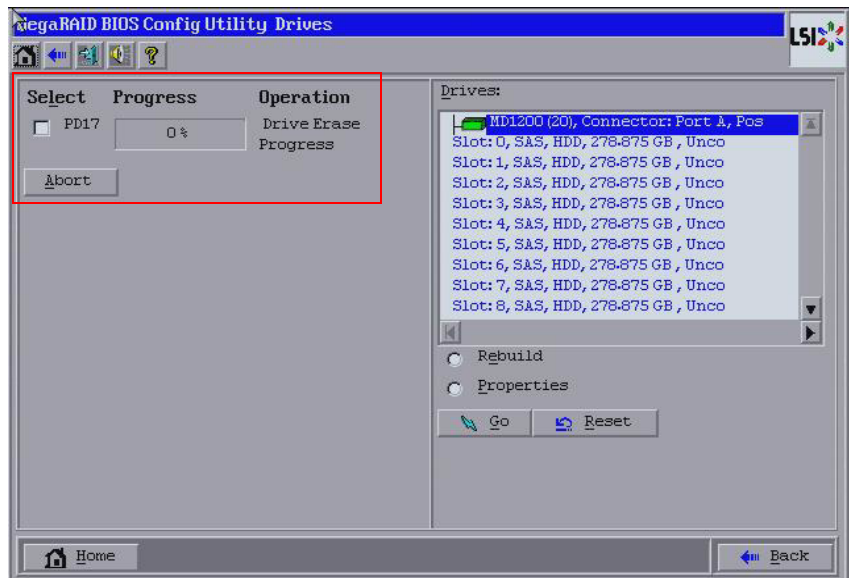 MegaRAID BIOS Config Utility Drives
LSI
Select Progress Operation
PD17 0% Drive Erase
Progress
Abort
Drives:
MD1200 (20), Connector: Port A, Pos
Slot: 0, SAS, HDD, 278.875 GB , Unco
Slot: 1, SAS, HDD, 278.875 GB , Unco
Slot: 2, SAS, HDD, 278.875 GB , Unco
Slot: 3, SAS, HDD, 278.875 GB , Unco
Slot: 4, SAS, HDD, 278.875 GB , Unco
Slot: 5, SAS, HDD, 278.875 GB , Unco
Slot: 6, SAS, HDD, 278.875 GB , Unco
Slot: 7, SAS, HDD, 278.875 GB , Unco
Slot: 8, SAS, HDD, 278.875 GB , Unco
Rebuild
Properties
Go Reset
Home Back